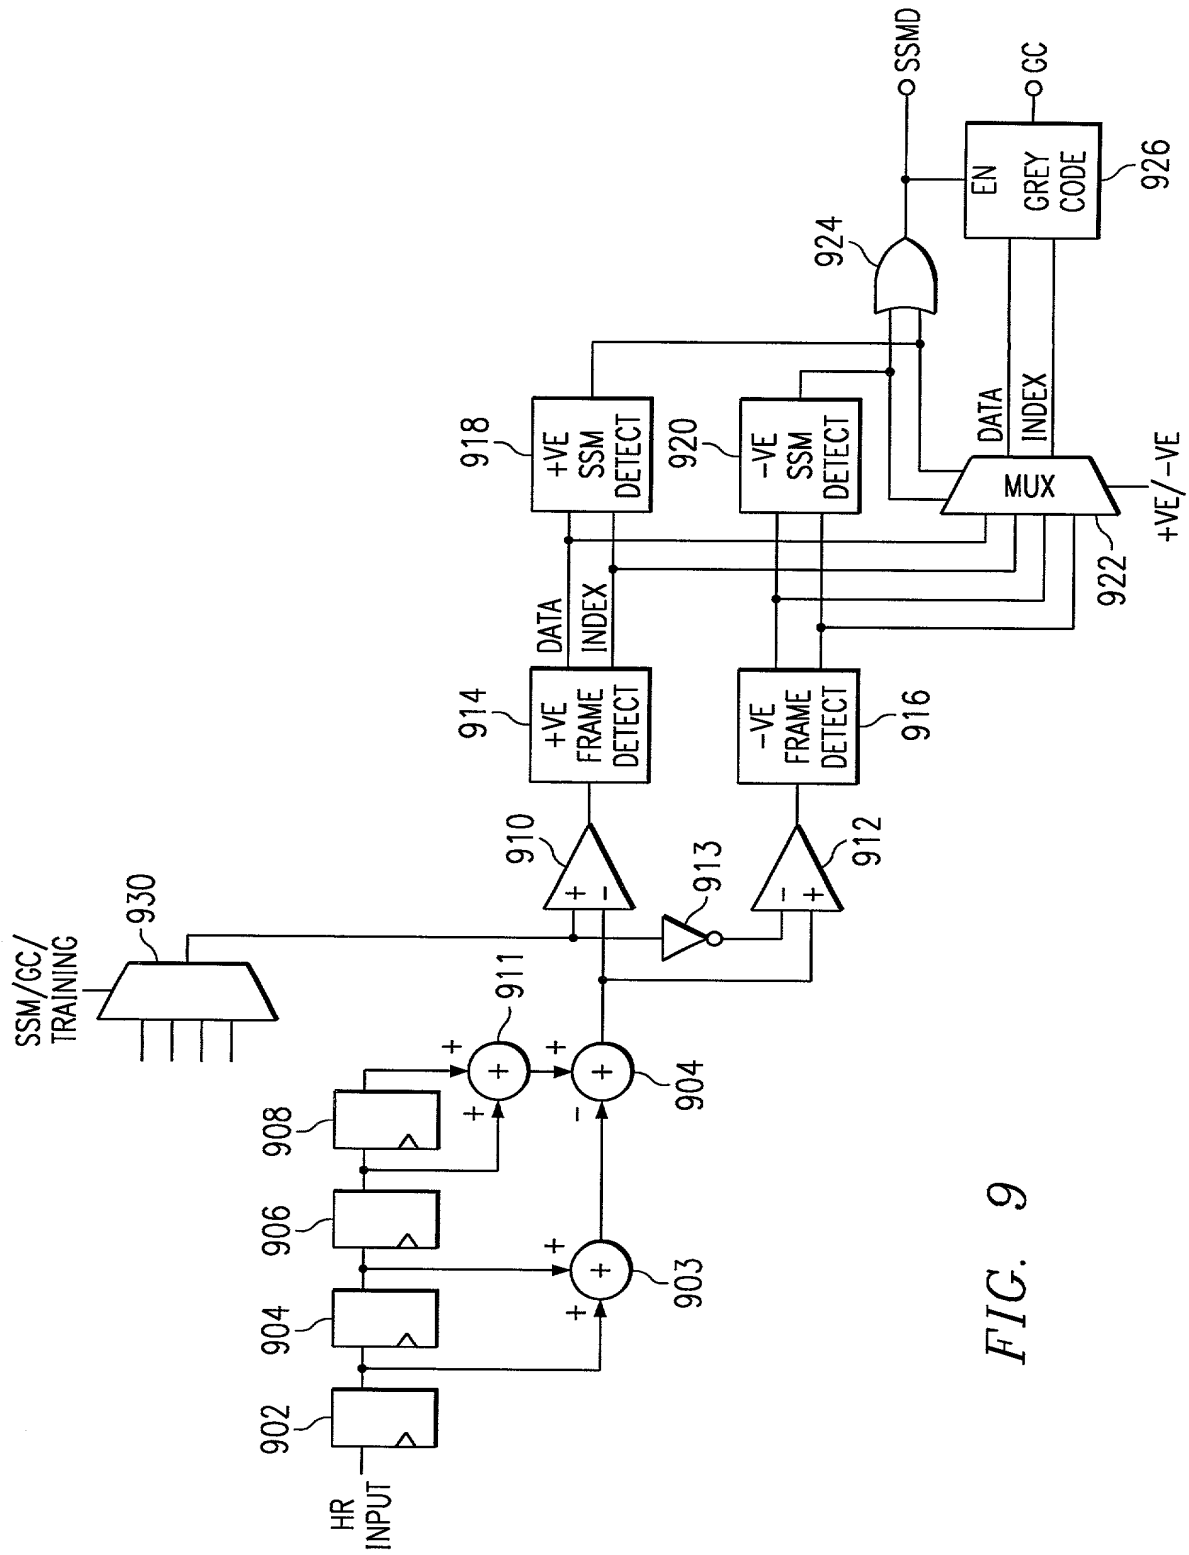 HR
INPUT
902
904
906
908
+
+
903
+
+
+
911
+
-
+
+
904
SSM/GC/
TRAINING
930
+
-
910
913
-
+
912
914
+VE
FRAME
DETECT
-VE
FRAME
DETECT
916
DATA
INDEX
918
+VE
SSM
DETECT
920
-VE
SSM
DETECT
MUX
922
+VE/-VE
DATA
INDEX
924
EN
GREY
CODE
926
SSMD
GC
FIG. 9